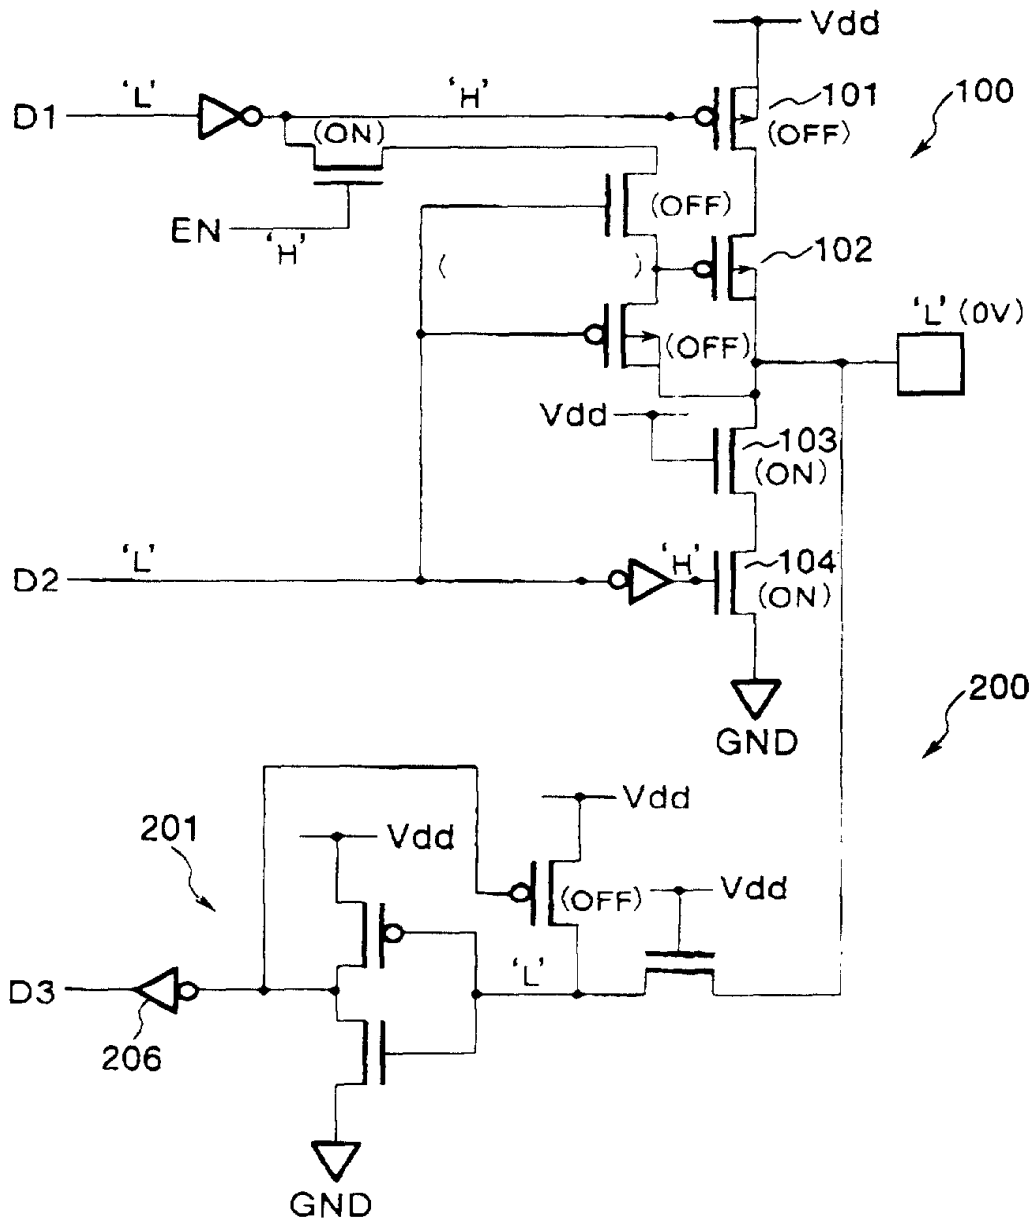 Vdd
'L'
'H'
101
100
D1
(ON)
(OFF)
(OFF)
EN
'H'
102
( )
'L' (0V)
(OFF)
Vdd
103
(ON)
'L'
'H'
104
D2
(ON)
200
GND
Vdd
201
Vdd
(OFF)
Vdd
'L'
D3
206
GND